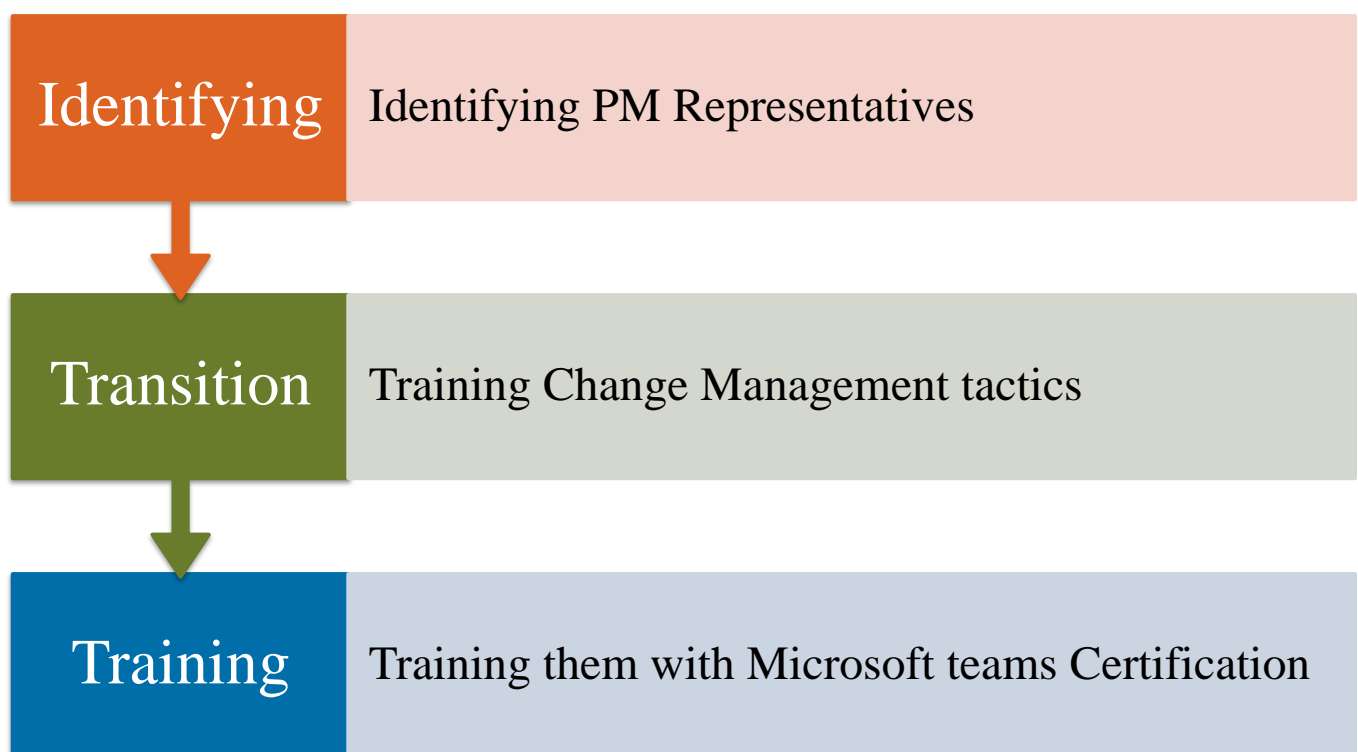 Identifying
Identifying PM Representatives
Transition
Training Change Management tactics
Training
Training them with Microsoft teams Certification